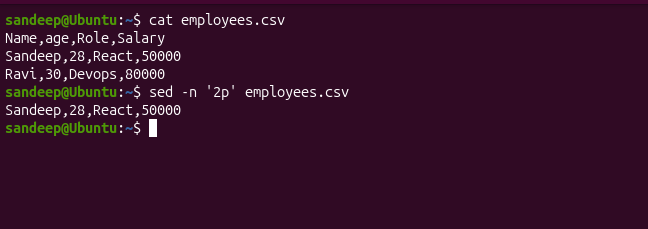 sandeep@Ubuntu:~$ cat employees.csv
Name,age,Role,Salary
Sandeep,28,React,50000
Ravi,30,Devops,80000
sandeep@Ubuntu:~$ sed -n '2p' employees.csv
Sandeep,28,React,50000
sandeep@Ubuntu:~$